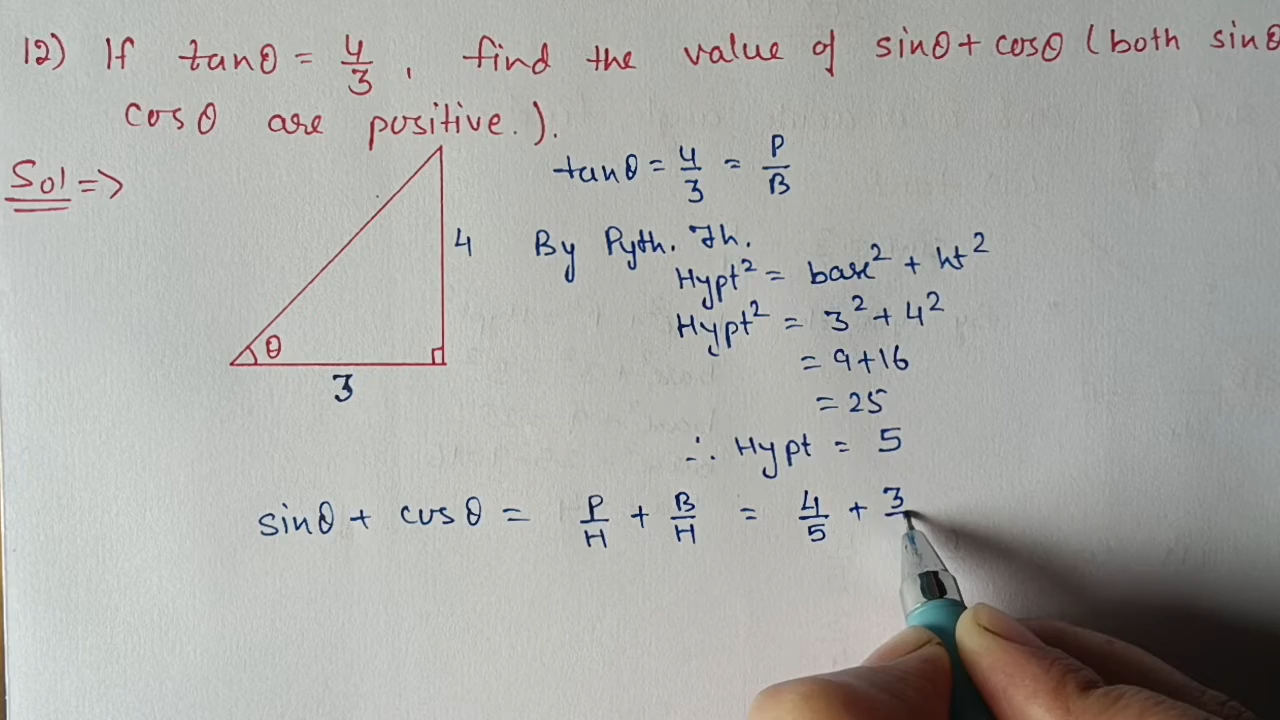 12) If tanθ = 4/3, find the value of sinθ + cosθ (both sinθ
cosθ are positive.).
Sol =>
tanθ = 4/3 = P/B
4
By Pyth. Th.
Hypt² = base² + ht²
Hypt² = 3² + 4²
θ
= 9+16
3
= 25
∴ Hypt = 5
sinθ + cosθ = P/H + B/H = 4/5 + 3/